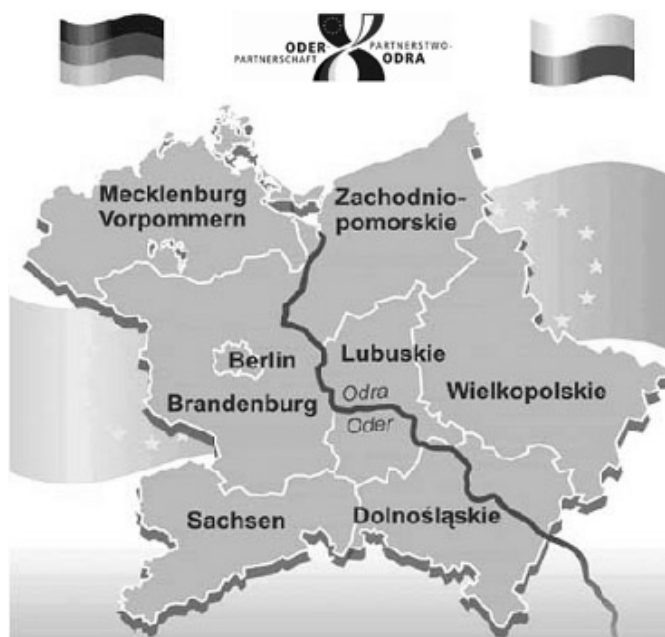 ODER
PARTNERSCHAFT
PARTNERSTWO-
ODRA
Mecklenburg
Vorpommern
Zachodnio-
pomorskie
Berlin
Lubuskie
Brandenburg
Wielkopolskie
Odra
Oder
Sachsen
Dolnośląskie